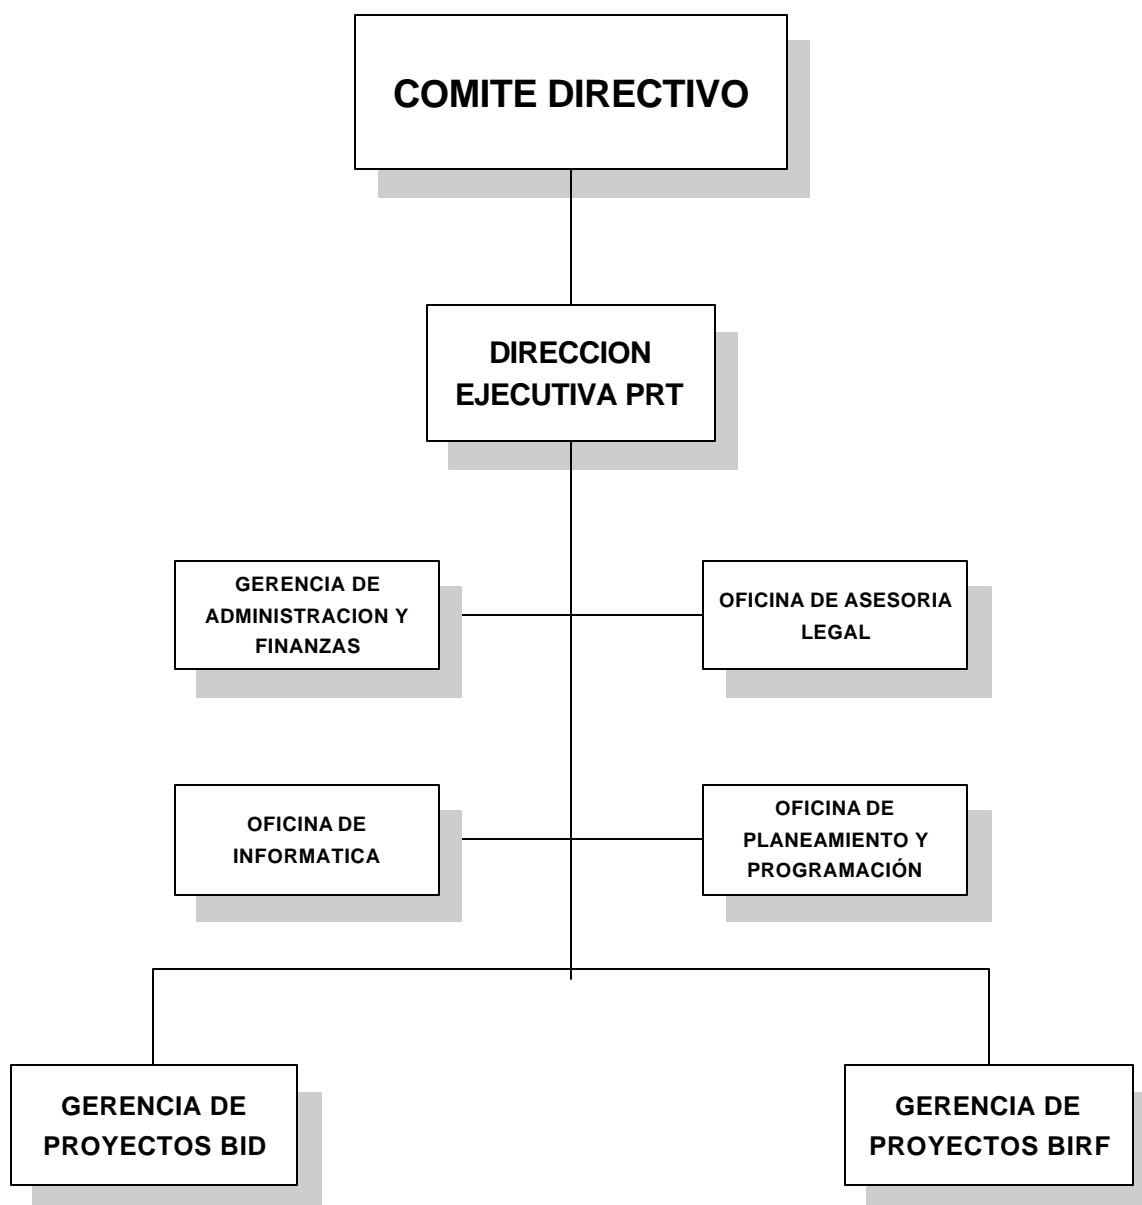 COMITE DIRECTIVO
DIRECCION
EJECUTIVA PRT
GERENCIA DE
ADMINISTRACION Y
FINANZAS
OFICINA DE ASESORIA
LEGAL
OFICINA DE
INFORMATICA
OFICINA DE
PLANEAMIENTO Y
PROGRAMACIÓN
GERENCIA DE
PROYECTOS BID
GERENCIA DE
PROYECTOS BIRF